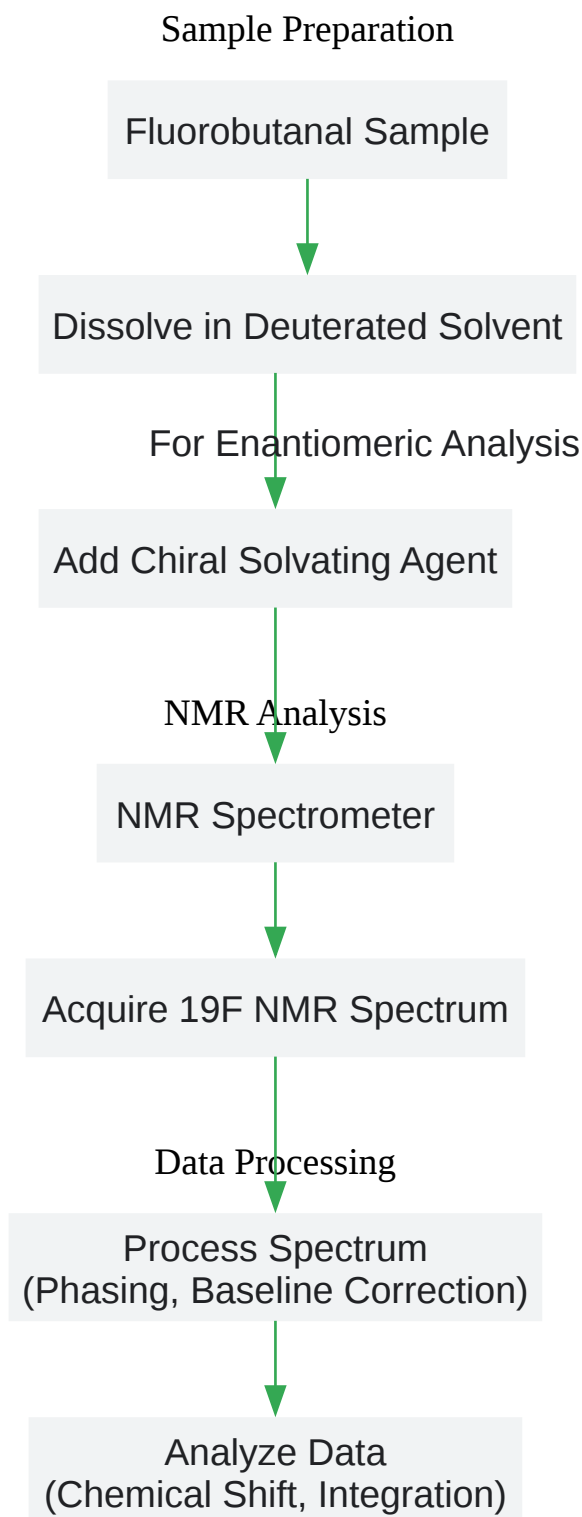 Sample Preparation
Fluorobutanal Sample
Dissolve in Deuterated Solvent
For Enantiomeric Analysis
Add Chiral Solvating Agent
NMR Analysis
NMR Spectrometer
Acquire 19F NMR Spectrum
Data Processing
Process Spectrum
(Phasing, Baseline Correction)
Analyze Data
(Chemical Shift, Integration)